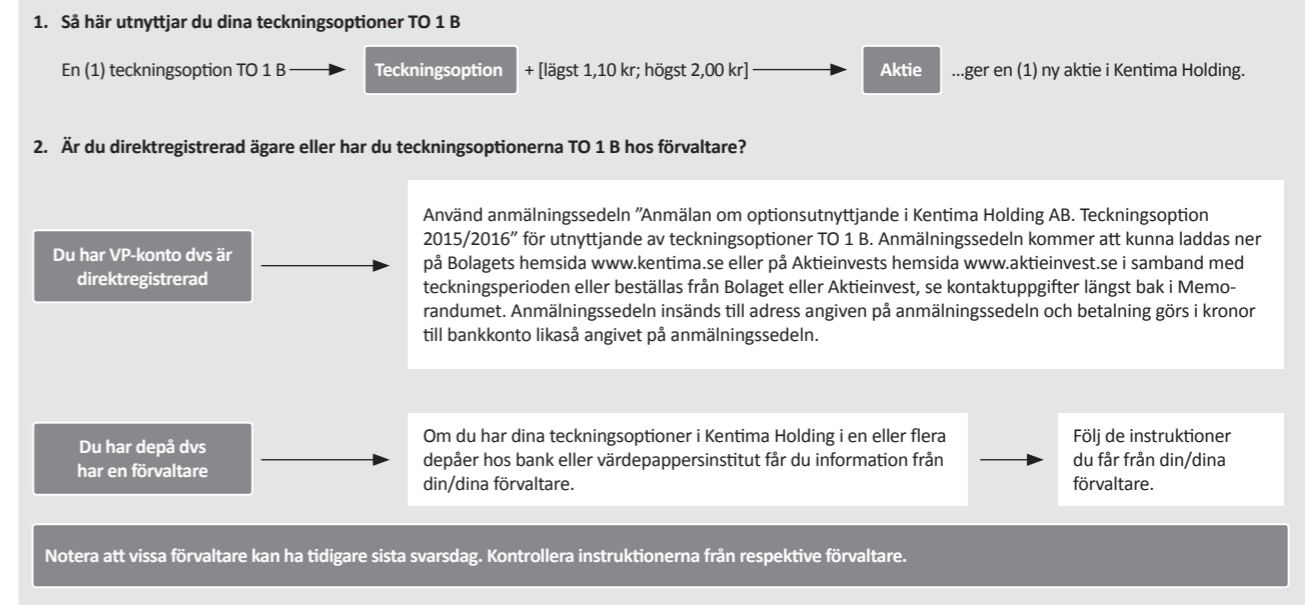 1. Så här utnyttjar du dina teckningsoptioner TO 1 B
En (1) teckningsoption TO 1 B Teckningsoption + [lägst 1,10 kr; högst 2,00 kr] Aktie ...ger en (1) ny aktie i Kentima Holding.
2. Är du direktregistrerad ägare eller har du teckningsoptionerna TO 1 B hos förvaltare?
Du har VP-konto dvs är
direktregistrerad
Använd anmälningssedeln ”Anmälan om optionsutnyttjande i Kentima Holding AB. Teckningsoption
2015/2016” för utnyttjande av teckningsoptioner TO 1 B. Anmälningssedeln kommer att kunna laddas ner
på Bolagets hemsida www.kentima.se eller på Aktieinvests hemsida www.aktieinvest.se i samband med
teckningsperioden eller beställas från Bolaget eller Aktieinvest, se kontaktuppgifter längst bak i Memo-
randumet. Anmälningssedeln insänds till adress angiven på anmälningssedeln och betalning görs i kronor
till bankkonto likaså angivet på anmälningssedeln.
Du har depå dvs
har en förvaltare
Om du har dina teckningsoptioner i Kentima Holding i en eller flera
depåer hos bank eller värdepappersinstitut får du information från
din/dina förvaltare.
Följ de instruktioner
du får från din/dina
förvaltare.
Notera att vissa förvaltare kan ha tidigare sista svarsdag. Kontrollera instruktionerna från respektive förvaltare.